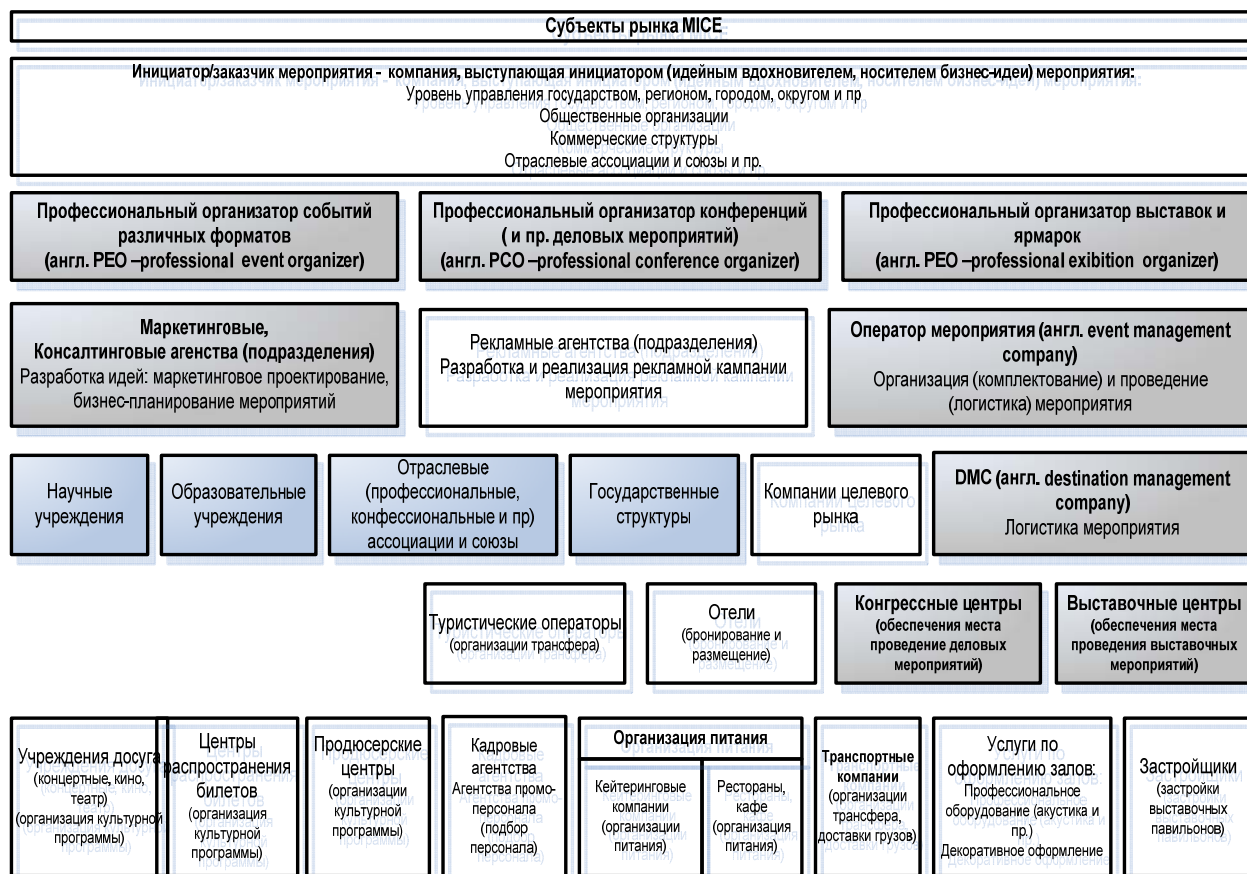 Субъекты рынка MICE
Инициатор/заказчик мероприятия - компания, выступающая инициатором (идейным вдохновителем, носителем бизнес-идеи) мероприятия:
Уровень управления государством, регионом, городом, округом и пр
Общественные организации
Коммерческие структуры
Отраслевые ассоциации и союзы и пр.
Профессиональный организатор событий
различных форматов
(англ. PEO –professional event organizer)
Профессиональный организатор конференций
( и пр. деловых мероприятий)
(англ. PCO –professional conference organizer)
Профессиональный организатор выставок и
ярмарок
(англ. PEO –professional exibition organizer)
Маркетинговые,
Консалтинговые агенства (подразделения)
Разработка идей: маркетинговое проектирование,
бизнес-планирование мероприятий
Рекламные агентства (подразделения)
Разработка и реализация рекламной кампании
мероприятия
Оператор мероприятия (англ. event management
company)
Организация (комплектование) и проведение
(логистика) мероприятия
Научные
учреждения
Образовательные
учреждения
Отраслевые
(профессиональные,
конфессиональные и пр)
ассоциации и союзы
Государственные
структуры
Компании целевого
рынка
DMC (англ. destination management
company)
Логистика мероприятия
Туристические операторы
(организации трансфера)
Отели
(бронирование и
размещение)
Конгрессные центры
(обеспечения места
проведение деловых
мероприятий)
Выставочные центры
(обеспечения места
проведения выставочных
мероприятий)
Учреждения досуга
(концертные, кино,
театр)
(организация культурной
программы)
Центры
распространения
билетов
(организация
культурной
программы)
Продюсерские
центры
(организации
культурной
программы)
Кадровые
агентства
Агентства промо-
персонала
(подбор
персонала)
Организация питания
Кейтеринговые
компании
(организации
питания)
Рестораны,
кафе
(организация
питания)
Транспортные
компании
(организации
трансфера,
доставки грузов)
Услуги по
оформлению залов:
Профессиональное
оборудование (акустика и
пр.)
Декоративное оформление
Застройщики
(застройки
выставочных
павильонов)